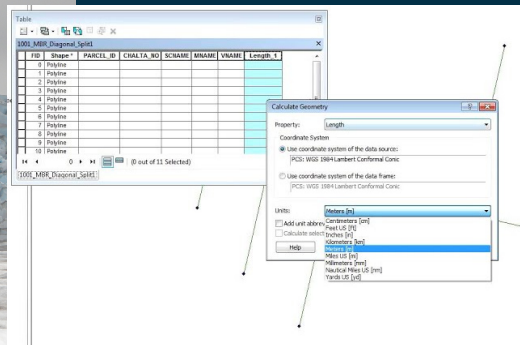 Table
1001_MBR_Diagonal_Split1
FID Shape * PARCEL_ID CHALTA_NO SCNAME MNAME VNAME Length_1
0 Polyline
1 Polyline
2 Polyline
3 Polyline
4 Polyline
5 Polyline
6 Polyline
7 Polyline
8 Polyline
9 Polyline
10 Polyline
0 (0 out of 11 Selected)
1001_MBR_Diagonal_Split1
Calculate Geometry
Property: Length
Coordinate System
Use coordinate system of the data source:
PCS: WGS 1984 Lambert Conformal Conic
Use coordinate system of the data frame:
PCS: WGS 1984 Lambert Conformal Conic
Units: Meters [m]
Centimeters [cm]
Add unit abbrev
Feet US [ft]
Inches [in]
Calculate select
Kilometers [km]
Meters [m]
Help
Miles US [mi]
Milimeters [mm]
Nautical Miles US [nm]
Yards US [yd]